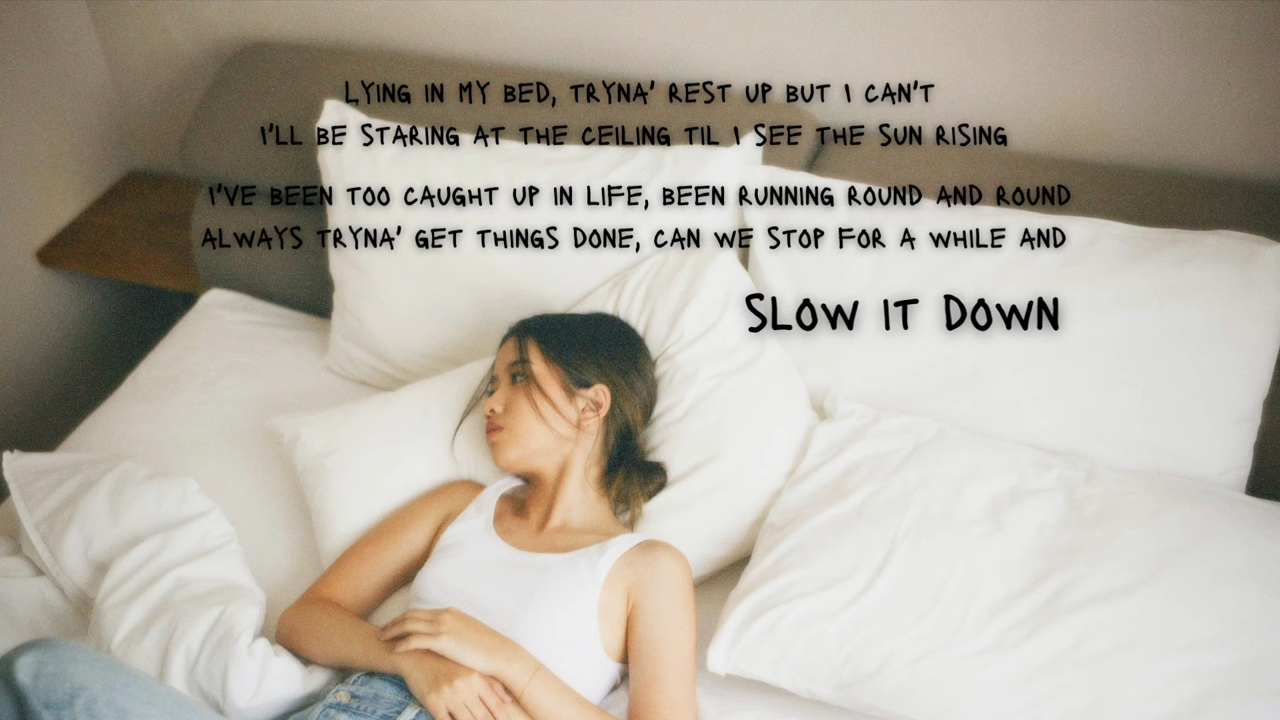 LYING IN MY BED, TRYNA' REST UP BUT I CAN'T
I'LL BE STARING AT THE CEILING TIL I SEE THE SUN RISING
I'VE BEEN TOO CAUGHT UP IN LIFE, BEEN RUNNING ROUND AND ROUND
ALWAYS TRYNA' GET THINGS DONE, CAN WE STOP FOR A WHILE AND
SLOW IT DOWN